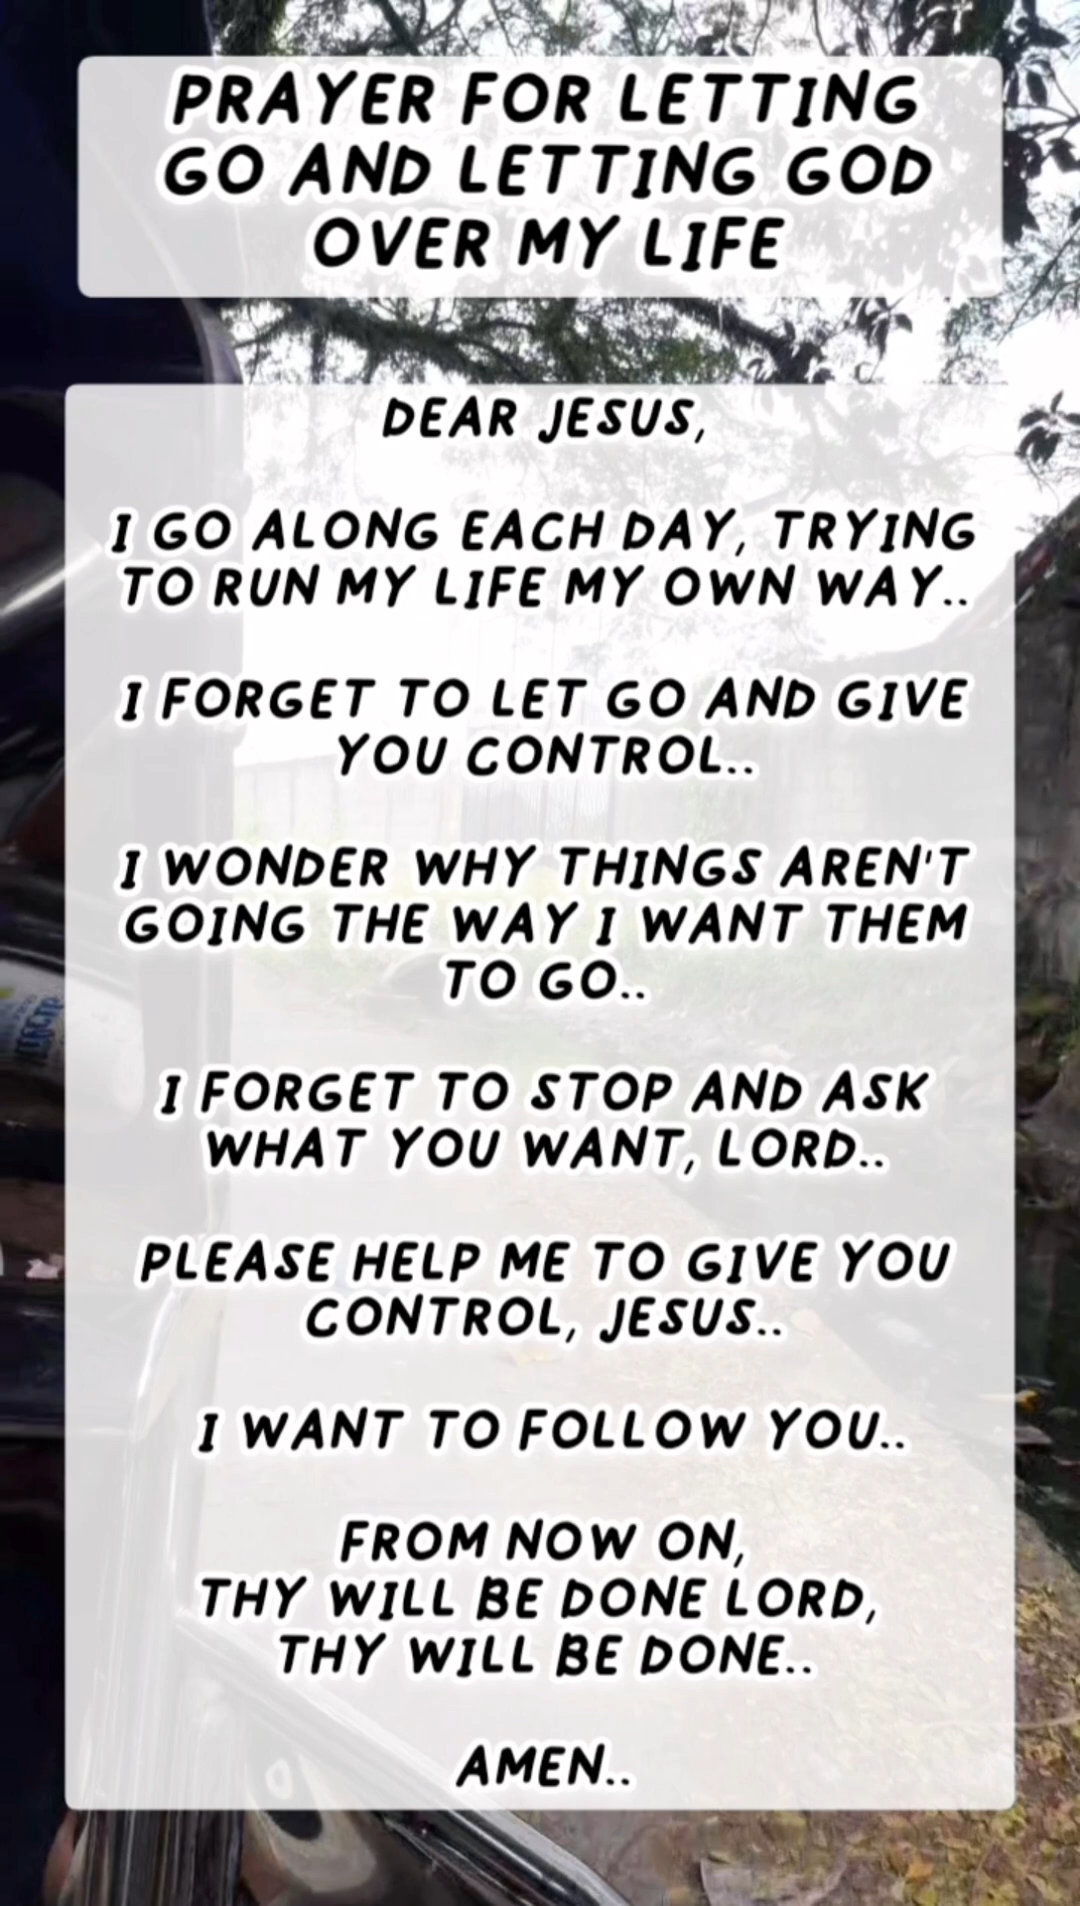 PRAYER FOR LETTING
GO AND LETTING GOD
OVER MY LIFE
DEAR JESUS,
I GO ALONG EACH DAY, TRYING
TO RUN MY LIFE MY OWN WAY..
I FORGET TO LET GO AND GIVE
YOU CONTROL..
I WONDER WHY THINGS AREN'T
GOING THE WAY I WANT THEM
TO GO..
I FORGET TO STOP AND ASK
WHAT YOU WANT, LORD..
PLEASE HELP ME TO GIVE YOU
CONTROL, JESUS..
I WANT TO FOLLOW YOU..
FROM NOW ON,
THY WILL BE DONE LORD,
THY WILL BE DONE..
AMEN..